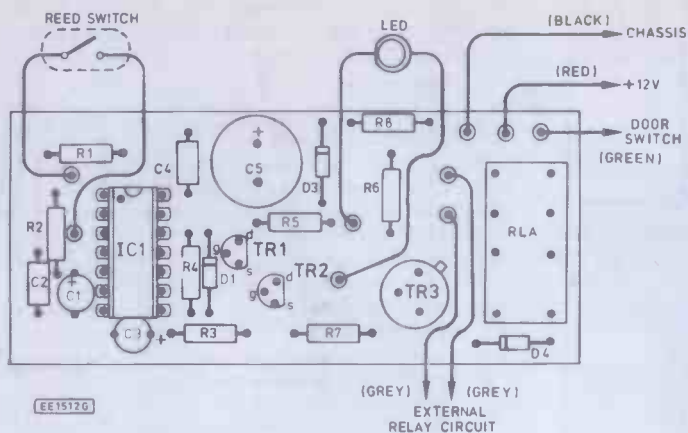 REED SWITCH
LED
(BLACK)
CHASSIS
(RED)
+12V
DOOR
SWITCH
(GREEN)
R1
C4
+
C5
D3
R8
R6
R2
IC1
R5
RLA
TR1
d
g
s
R4
D1
TR2
d
g
s
TR3
C2
+
C1
C3
+
R3
R7
D4
(GREY)
(GREY)
EXTERNAL
RELAY CIRCUIT
EE1512G